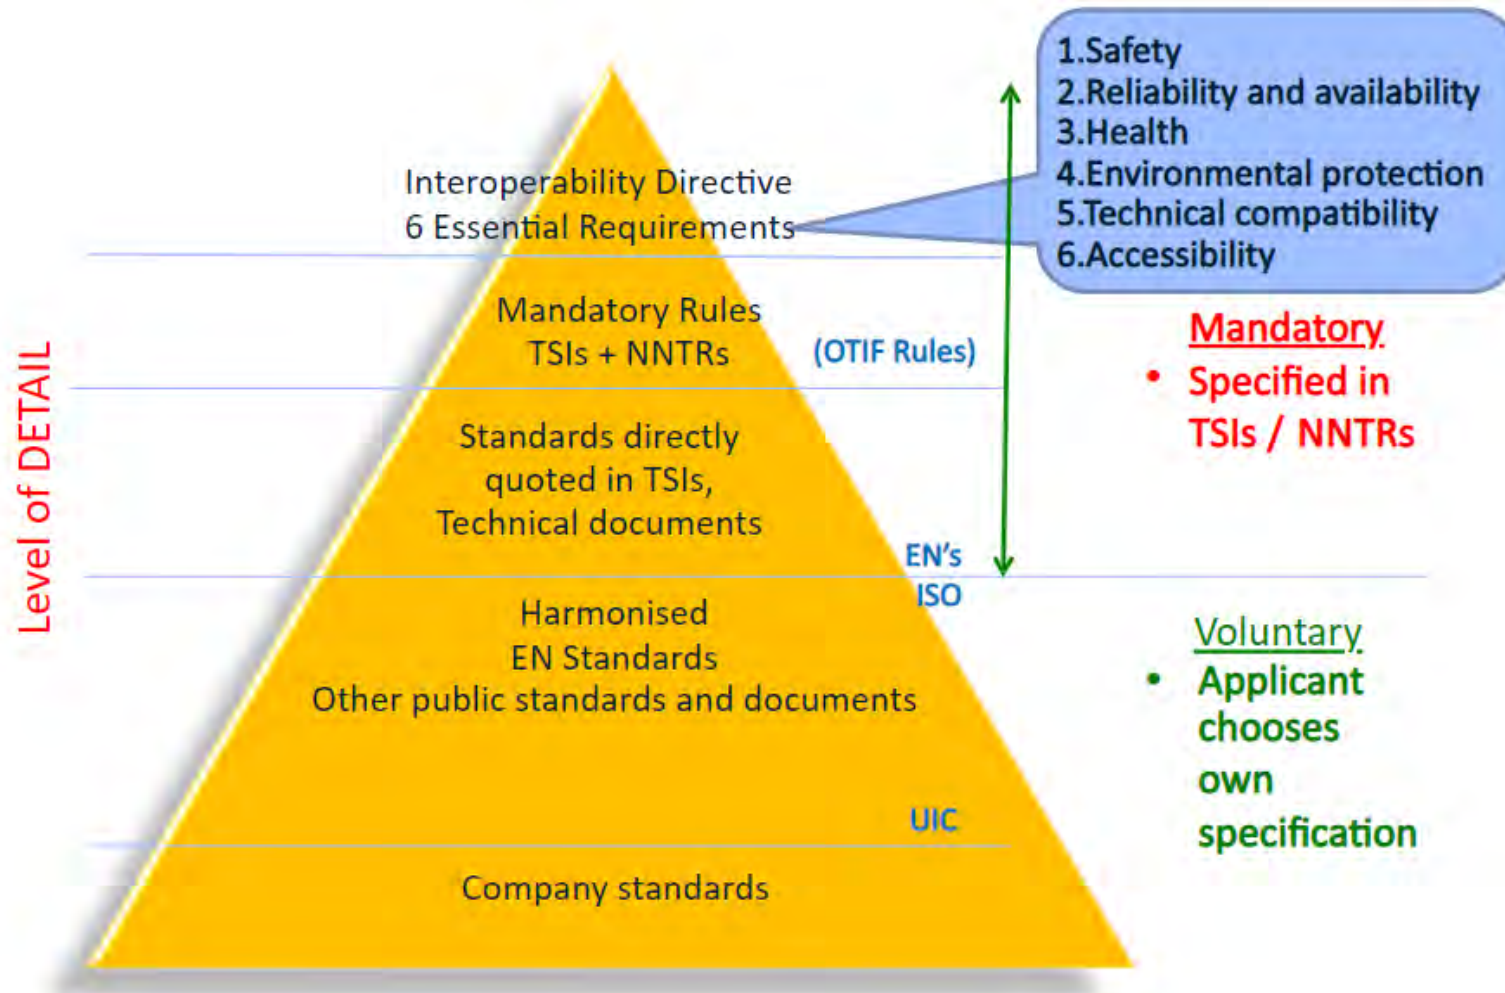 1.Safety
2.Reliability and availability
3.Health
4.Environmental protection
5.Technical compatibility
6.Accessibility
Interoperability Directive
6 Essential Requirements
Mandatory Rules
TSIs + NNTRs
(OTIF Rules)
Mandatory
• Specified in
TSIs / NNTRs
Level of DETAIL
Standards directly
quoted in TSIs,
Technical documents
EN's
ISO
Harmonised
EN Standards
Other public standards and documents
Voluntary
• Applicant
chooses
own
specification
UIC
Company standards